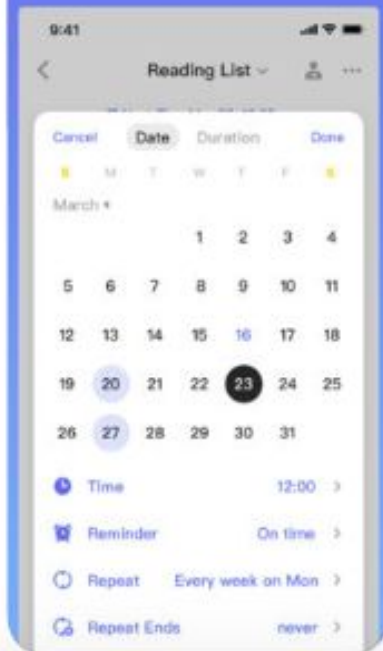 9:41
Reading List
Cancel Date Duration Done
S M T W T F S
March
1 2 3 4
5 6 7 8 9 10 11
12 13 14 15 16 17 18
19 20 21 22 23 24 25
26 27 28 29 30 31
Time 12:00
Reminder On time
Repeat Every week on Mon
Repeat Ends never